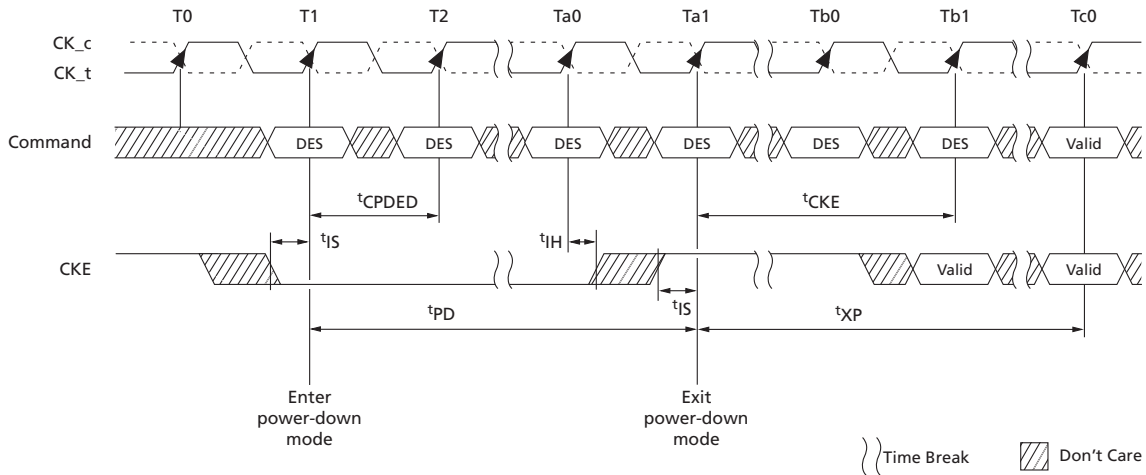 T0 T1 T2 Ta0 Ta1 Tb0 Tb1 Tc0
CK_c
CK_t
Command DES DES DES DES DES DES Valid
tCPDED tCKE
tIS tIH
CKE Valid Valid
tIS
tPD tXP
Enter
power-down
mode
Exit
power-down
mode
Time Break Don't Care